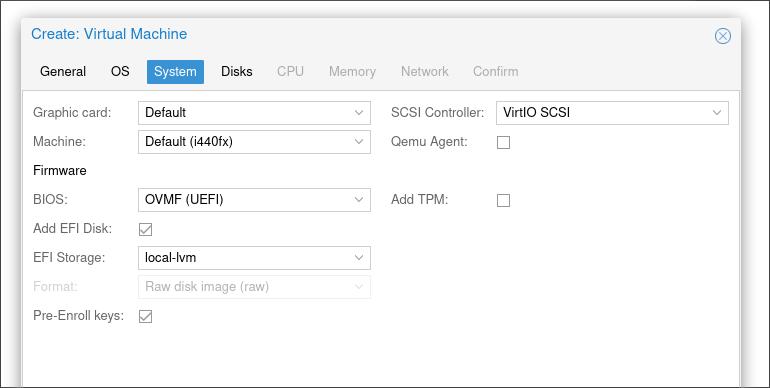 Create: Virtual Machine
General OS System Disks CPU Memory Network Confirm
Graphic card: Default SCSI Controller: VirtIO SCSI
Machine: Default (i440fx) Qemu Agent:
Firmware
BIOS: OVMF (UEFI) Add TPM:
Add EFI Disk:
EFI Storage: local-lvm
Format: Raw disk image (raw)
Pre-Enroll keys: